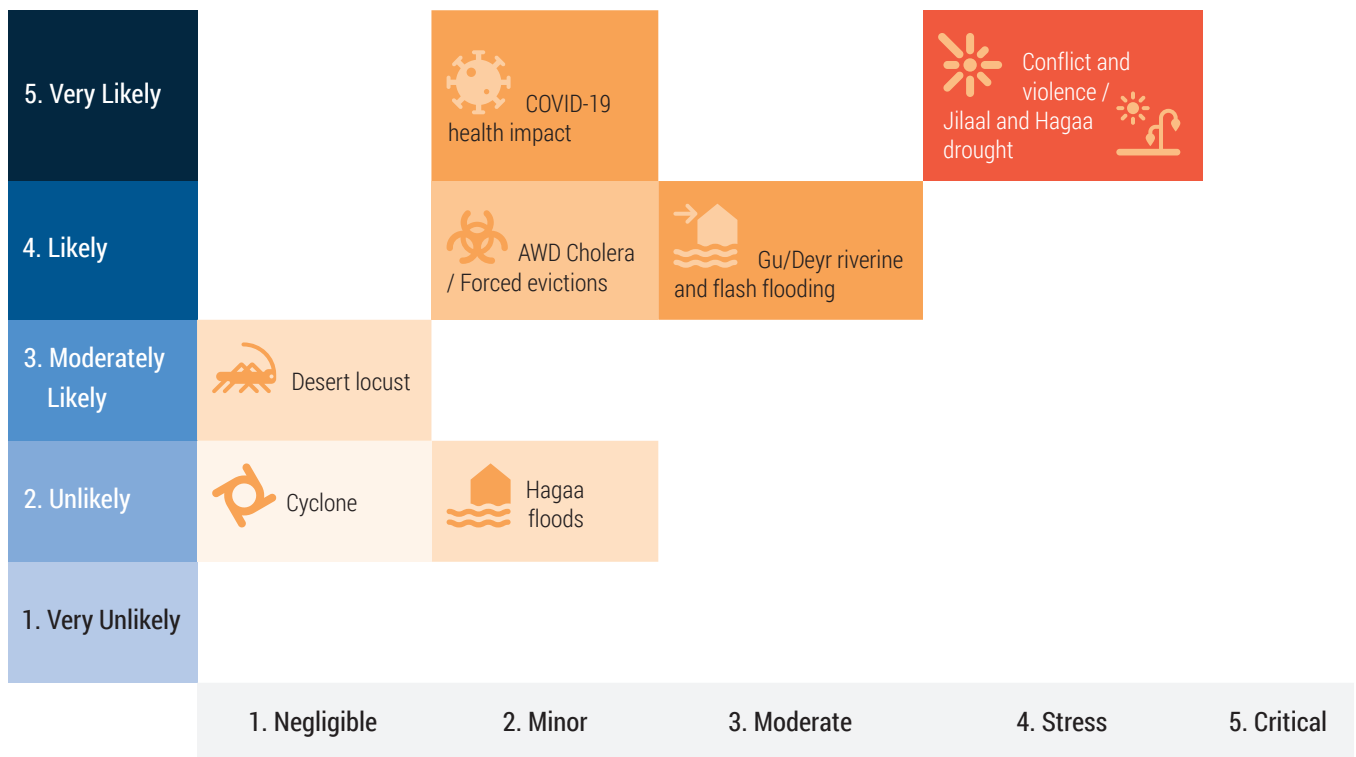 5. Very Likely
COVID-19
health impact
Conflict and
violence /
Jilaal and Hagaa
drought
4. Likely
AWD Cholera
/ Forced evictions
Gu/Deyr riverine
and flash flooding
3. Moderately
Likely
Desert locust
2. Unlikely
Cyclone
Hagaa
floods
1. Very Unlikely
1. Negligible
2. Minor
3. Moderate
4. Stress
5. Critical